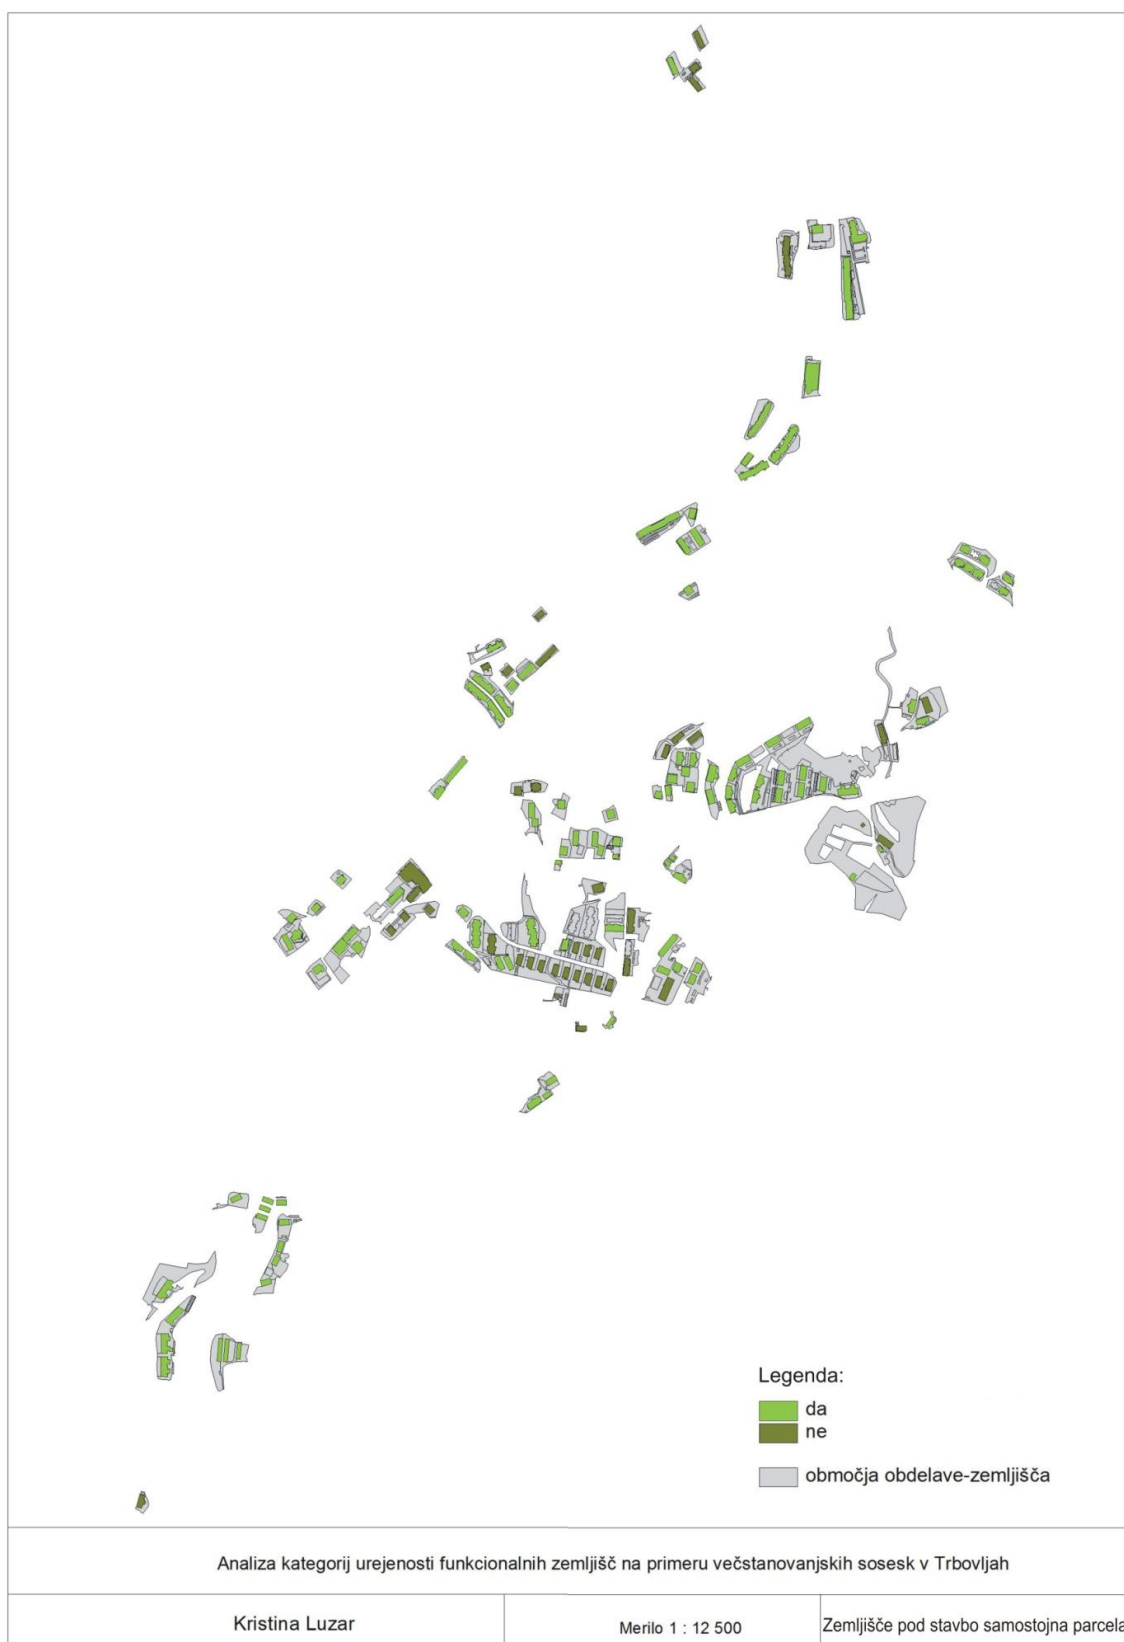 Legenda:
da
ne
območja obdelave-zemljišča
Analiza kategorij urejenosti funkcionalnih zemljišč na primeru večstanovanjskih sosesk v Trbovljah
Kristina Luzar
Merilo 1 : 12 500
Zemljišče pod stavbo samostojna parcela